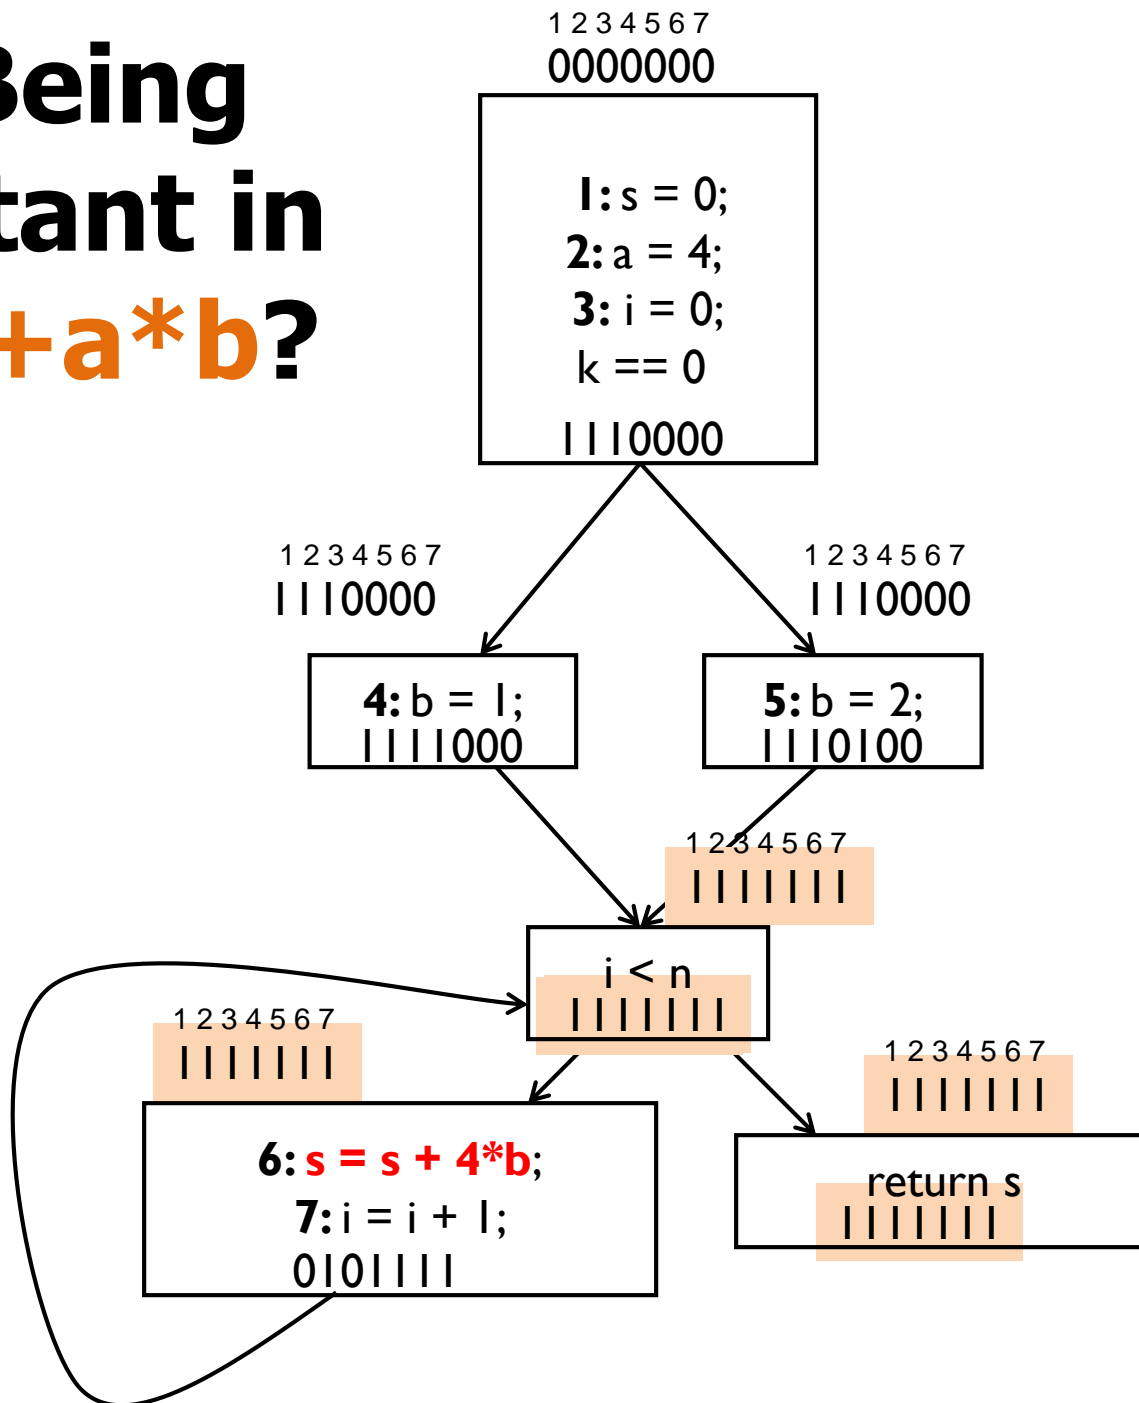 1 2 3 4 5 6 7
0000000
Being
tant in
+a*b?
1: s = 0;
2: a = 4;
3: i = 0;
k == 0
1110000
1 2 3 4 5 6 7
1110000
1 2 3 4 5 6 7
1110000
4: b = 1;
1111000
5: b = 2;
1110100
1 2 3 4 5 6 7
1111111
i < n
1111111
1 2 3 4 5 6 7
1111111
1 2 3 4 5 6 7
1111111
6: s = s + 4*b;
7: i = i + 1;
0101111
return s
1111111